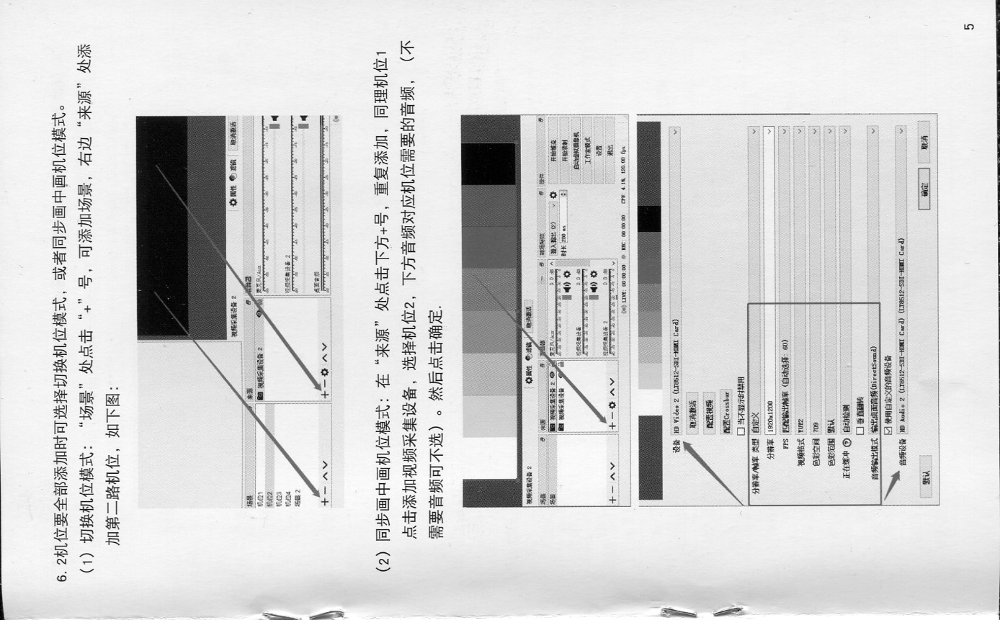 6.2机位要全部添加时可选择切换机位模式，或者同步画中画机位模式。
（1）切换机位模式：“场景”处点击“+”号，可添加场景，右边“来源”处添
加第二路机位，如下图：
视频采集设备 2
属性
滤镜
取消激活
场景
机位1
机位2
机位3
机位4
场景 2
来源
视频采集设备 2
麦克风/Aux
视频采集设备 2
桌面音频
（2）同步画中画机位模式：在“来源”处点击下方+号，重复添加，同理机位1
点击添加视频采集设备，选择机位2，下方音频对应机位需要的音频，（不
需要音频可不选）。然后点击确定.
视频采集设备 2
属性
滤镜
取消激活
场景
场景
来源
视频采集设备 2
视频采集设备
麦克风/Aux
0.0 dB
视频采集设备
0.0 dB
视频采集设备 2
0.0 dB
转场特效
淡入淡出 (2)
时长 200 ms
控件
开始推流
开始录制
启动虚拟摄像机
工作室模式
设置
退出
LIVE: 00:00:00
REC: 00:00:00
CPU: 4.1%, 120.00 fps
设备 HD Video 2 (LT0512-SDI-HDMI Card)
取消激活
配置视频
配置Crossbar
当不显示时禁用
分辨率/帧率 类型 自定义
分辨率 1920x1200
FPS 匹配输出帧率 (自动选择: 60)
视频格式 YUY2
色彩空间 709
色彩范围 默认
正在缓冲 自动检测
垂直翻转
音频输出模式 输出桌面音频(DirectSound)
使用自定义的音频设备
音频设备 HD Audio 2 (LT0512-SDI-HDMI Card) (LT0512-SDI-HDMI Card)
默认
确定
取消
5